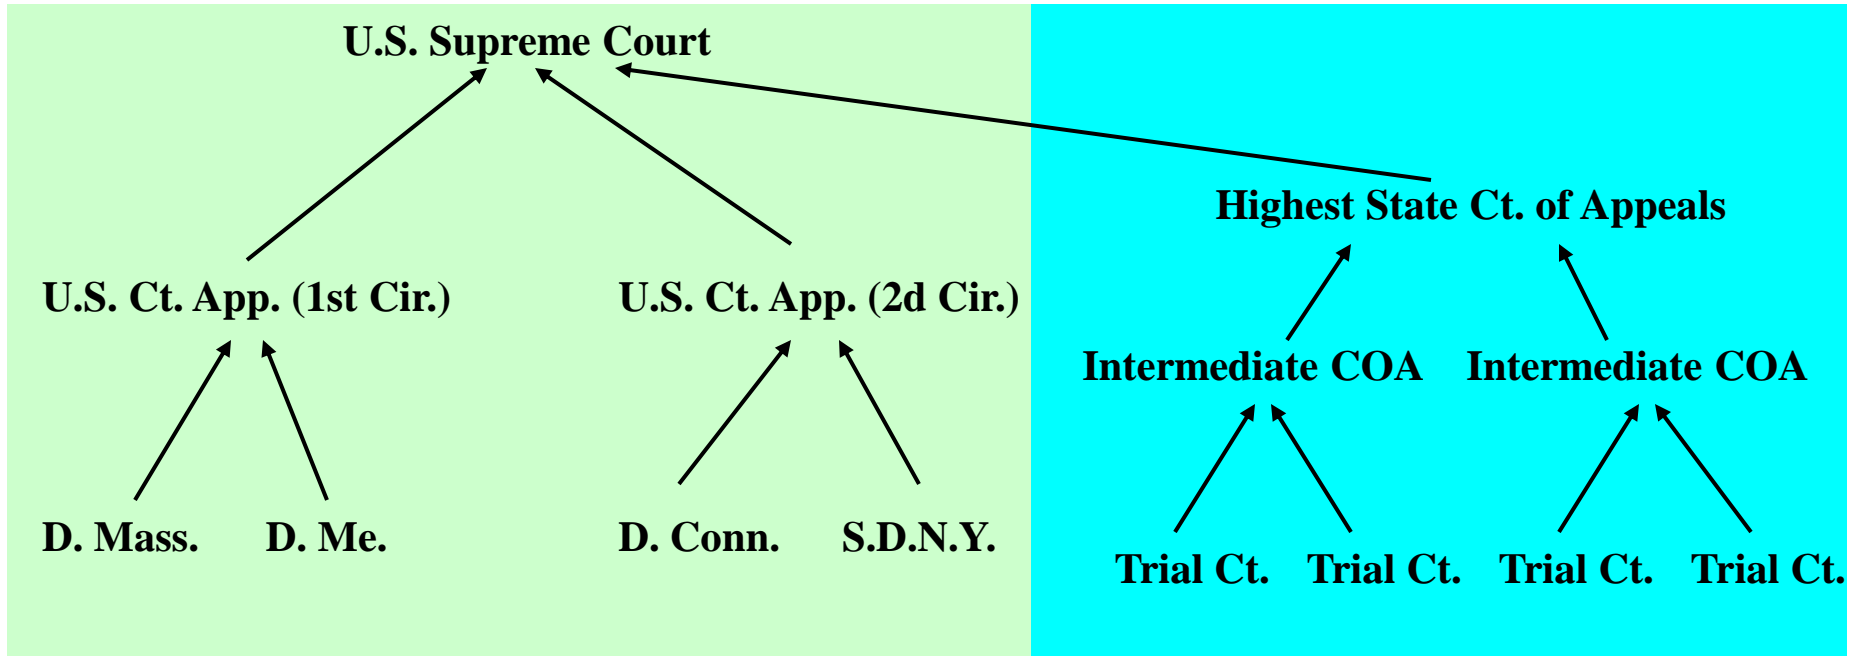 U.S. Supreme Court
Highest State Ct. of Appeals
U.S. Ct. App. (1st Cir.)
U.S. Ct. App. (2d Cir.)
Intermediate COA
Intermediate COA
D. Mass.
D. Me.
D. Conn.
S.D.N.Y.
Trial Ct.
Trial Ct.
Trial Ct.
Trial Ct.